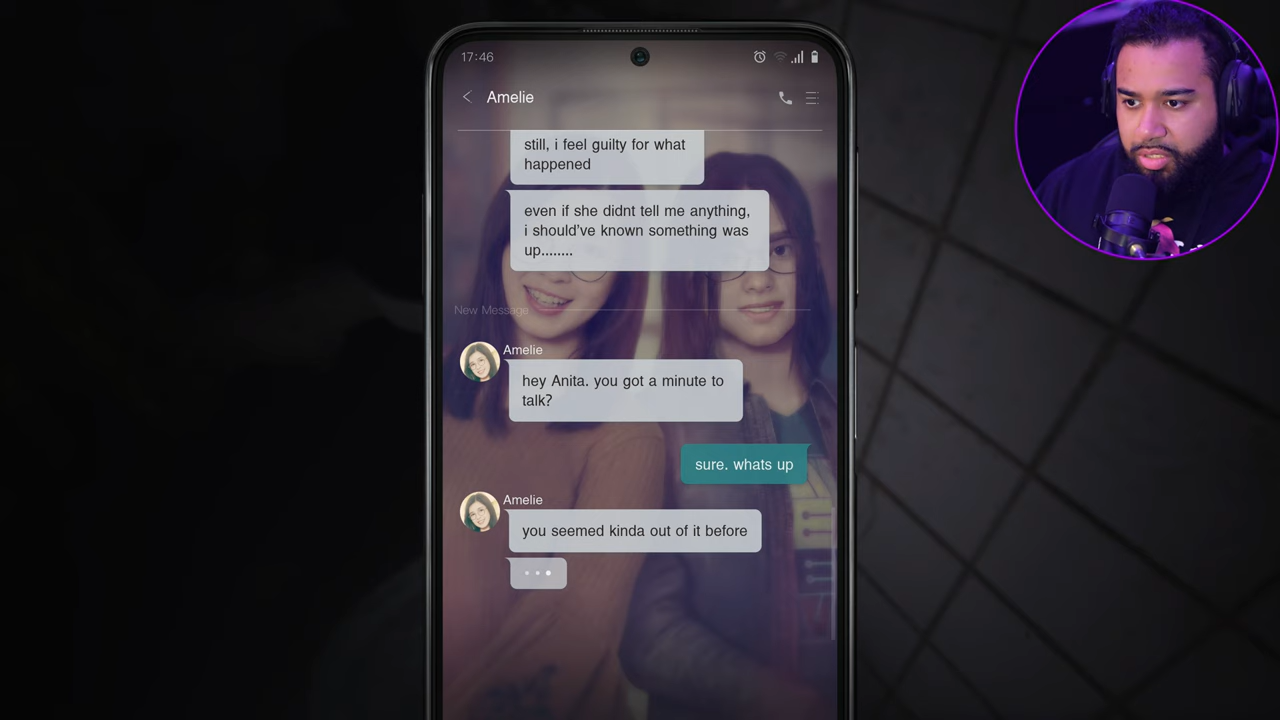 17:46
Amelie
still, i feel guilty for what
happened
even if she didnt tell me anything,
i should've known something was
up........
New Message
Amelie
hey Anita. you got a minute to
talk?
sure. whats up
Amelie
you seemed kinda out of it before